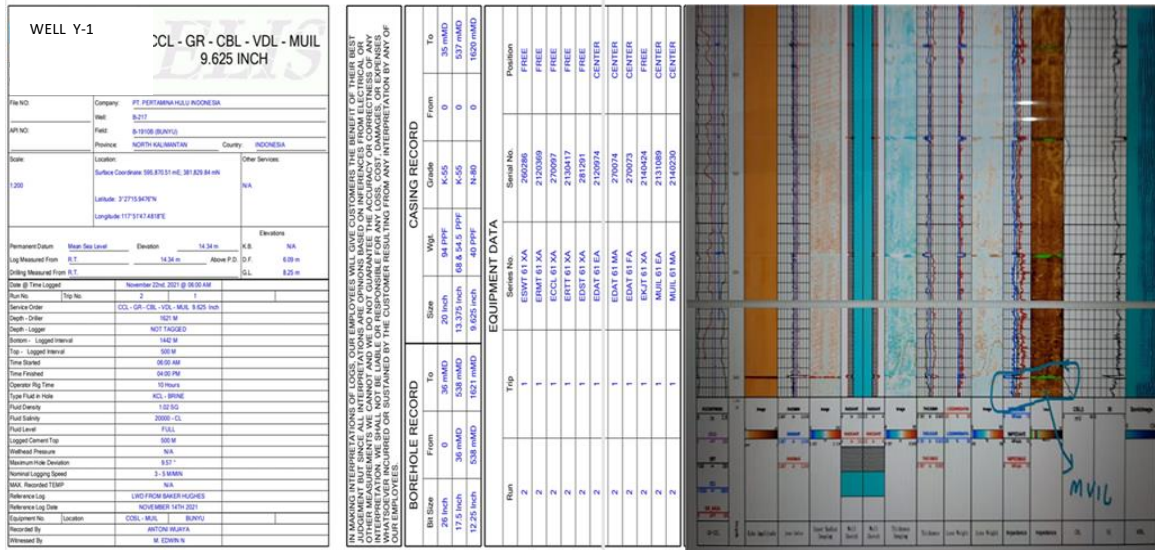 WELL Y-1
CCL - GR - CBL - VDL - MUIL
9.625 INCH
File NO:
Company: PT. PERTAMINA HULU INDONESIA
Well: B-217
API NO:
Field: B-1910B (BUNYU)
Province: NORTH KALIMANTAN Country: INDONESIA
Scale:
1:200
Location:
Other Services:
N/A
Latitude: 3°27'15.9476"N
Longitude:117°51'47.4818"E
Elevations
Permanent Datum Mean Sea Level Elevation 14.34 m K.B. N/A
Log Measured From R.T. 14.34 m Above P.D. D.F. 6.09 m
Drilling Measured From R.T. G.L. 8.25 m
Date @ Time Logged November 22nd, 2021 @ 06:00 AM
Run No. Trip No. 2 1
Service Order CCL - GR - CBL - VDL - MUIL 9.625 Inch
Depth - Driller 1621 M
Depth - Logger NOT TAGGED
Bottom - Logged Interval 1442 M
Top - Logged Interval 500 M
Time Started 06:00 AM
Time Finished 04:00 PM
Operator Rig Time 10 Hours
Type Fluid in Hole KCL - BRINE
Fluid Density 1.02 SG
Fluid Salinity 20000 - CL
Fluid Level FULL
Logged Cement Top 500 M
Wellhead Pressure N/A
Maximum Hole Deviation 9.57 °
Nominal Logging Speed 3 - 5 M/MIN
MAX. Recorded TEMP N/A
Reference Log LWD FROM BAKER HUGHES
Reference Log Date NOVEMBER 14TH 2021
Equipment No. Location COSL - MUIL BUNYU
Recorded By ANTONI WIJAYA
Witnessed By M. EDWIN N
IN MAKING INTERPRETATIONS OF LOGS, OUR EMPLOYEES WILL GIVE CUSTOMERS THE BENEFIT OF THEIR BEST
JUDGEMENT BUT SINCE ALL INTERPRETATIONS ARE OPINIONS BASED ON INFERENCES FROM ELECTRICAL OR
OTHER MEASUREMENTS WE CANNOT AND WE DO NOT GUARANTEE THE ACCURACY OR CORRECTNESS OF ANY
INTERPRETATION. WE SHALL NOT BE LIABLE OR RESPONSIBLE FOR ANY LOSS, COST, DAMAGES, OR EXPENSES
WHATSOEVER INCURRED OR SUSTAINED BY THE CUSTOMER RESULTING FROM ANY INTERPRETATION BY ANY OF
OUR EMPLOYEES.
BOREHOLE RECORD CASING RECORD
Bit Size From To Size Wgt. Grade From To
26 Inch 0 36 mMD 20 Inch 94 PPF K-55 0 35 mMD
17.5 Inch 36 mMD 538 mMD 13.375 Inch 68 & 54.5 PPF K-55 0 537 mMD
12.25 Inch 538 mMD 1621 mMD 9.625 Inch 40 PPF N-80 0 1620 mMD
EQUIPMENT DATA
Run Trip Series No. Serial No. Position
2 1 ESWT 61 XA 260286 FREE
2 1 ERMT 61 XA 2120369 FREE
2 1 ECCL 61 XA 270097 FREE
2 1 ERTT 61 XA 2130417 FREE
2 1 EDST 61 XA 281291 FREE
2 1 EDAT 61 EA 2120974 CENTER
2 1 EDAT 61 MA 270074 CENTER
2 1 EDAT 61 FA 270073 CENTER
2 1 EKJT 61 XA 2140424 FREE
2 1 MUIL 61 EA 2131089 CENTER
2 1 MUIL 61 MA 2140230 CENTER
MUIL